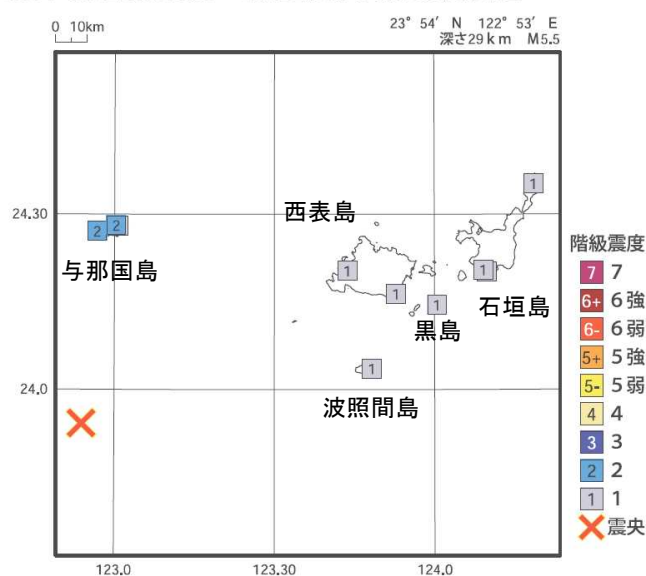 0 10km
23° 54′ N 122° 53′ E
深さ29km M5.5
1
24.30
2 2
西表島
与那国島
1
1
1
1
石垣島
黒島
1
24.0
波照間島
階級震度
7 7
6+ 6強
6- 6弱
5+ 5強
5- 5弱
4 4
3 3
2 2
1 1
震央
123.0 123.30 124.0